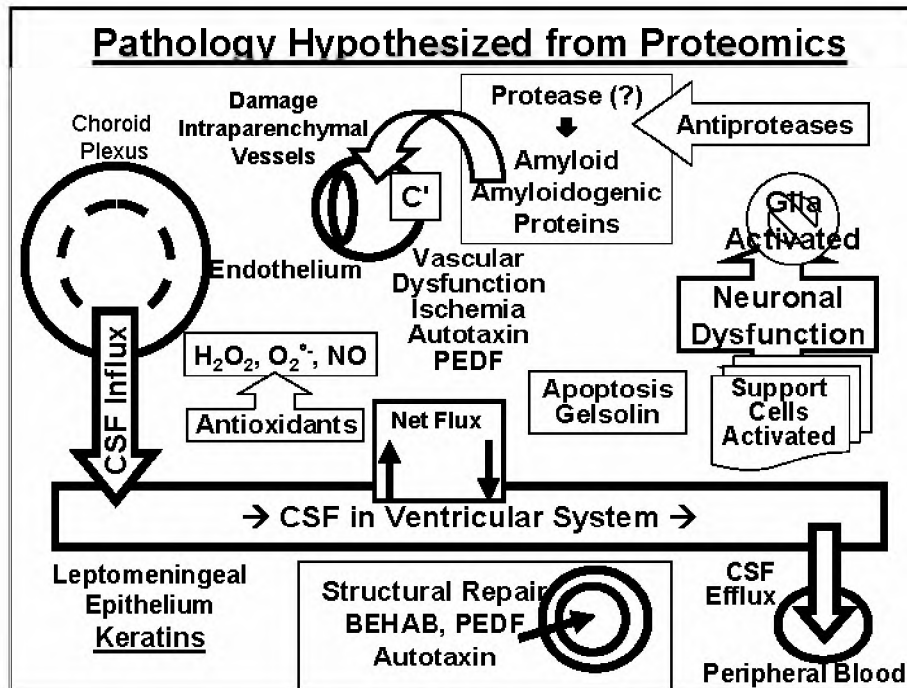 Pathology Hypothesized from Proteomics
Choroid
Plexus
Damage
Intraparenchymal
Vessels
Protease (?)
Amyloid
Amyloidogenic
Proteins
Antiproteases
C'
Endothelium
Vascular
Dysfunction
Ischemia
Autotaxin
PEDF
Glia
Activated
Neuronal
Dysfunction
Support
Cells
Activated
CSF Influx
H₂O₂, O₂•-, NO
Antioxidants
Net Flux
Apoptosis
Gelsolin
→ CSF in Ventricular System →
Leptomeningeal
Epithelium
Keratins
Structural Repair
BEHAB, PEDF
Autotaxin
CSF
Efflux
Peripheral Blood